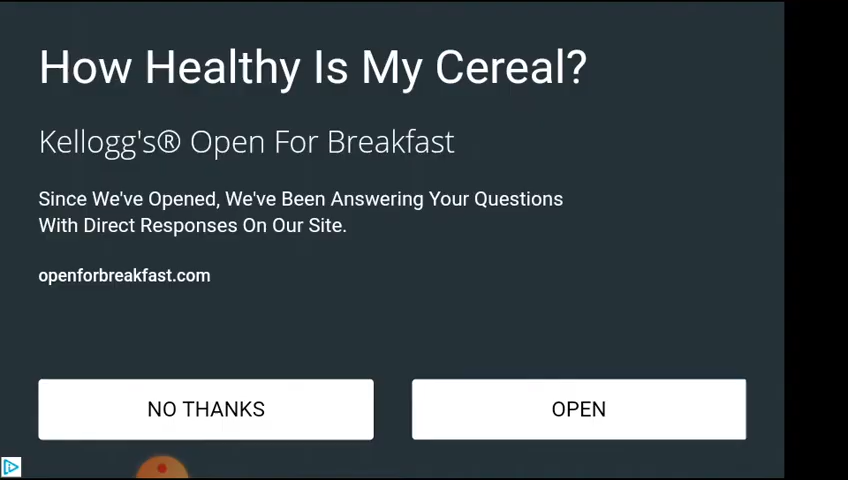 How Healthy Is My Cereal?
Kellogg's® Open For Breakfast
Since We've Opened, We've Been Answering Your Questions
With Direct Responses On Our Site.
openforbreakfast.com
NO THANKS
OPEN